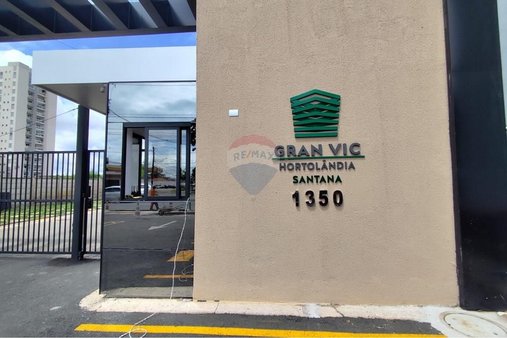 GRAN VIC
HORTOLÂNDIA
SANTANA
1350
RE/MAX